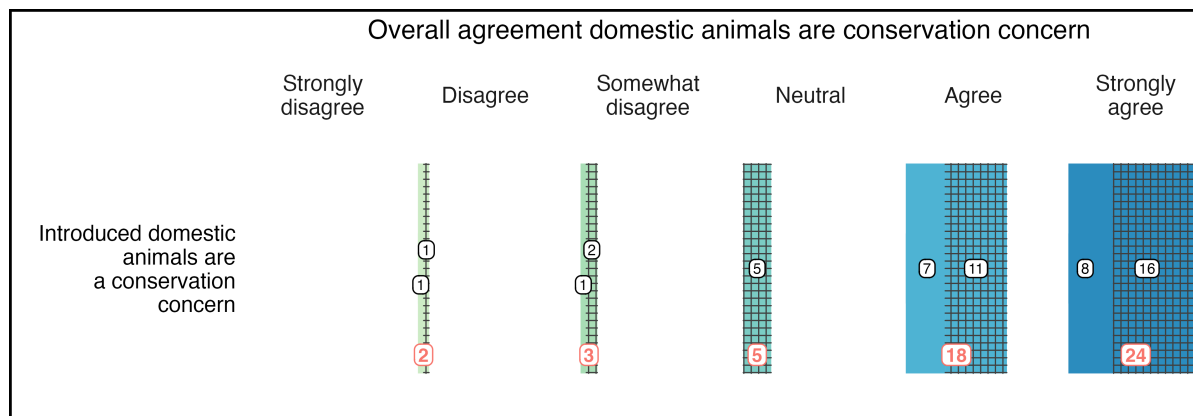 Overall agreement domestic animals are conservation concern
Strongly
disagree
Disagree
Somewhat
disagree
Neutral
Agree
Strongly
agree
Introduced domestic
animals are
a conservation
concern
1
1
2
2
1
3
5
5
7
11
18
8
16
24